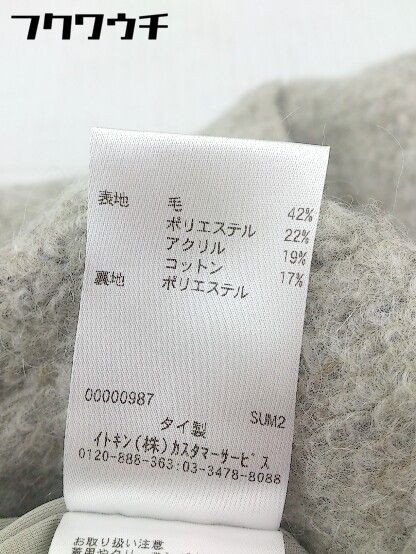 フクワウチ
表地 毛 42%
ポリエステル 22%
アクリル 19%
コットン 17%
裏地 ポリエステル
00000987 SUM2
タイ製
イトキン(株)カスタマーサービス
0120-888-363:03-3478-8088
お取り扱い注意